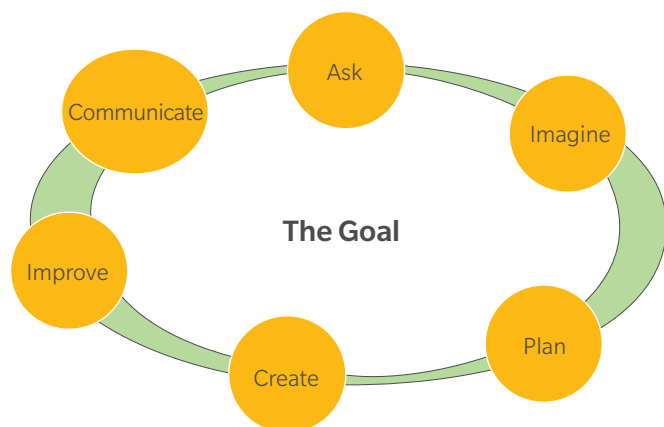 Ask
Communicate
Imagine
The Goal
Improve
Plan
Create